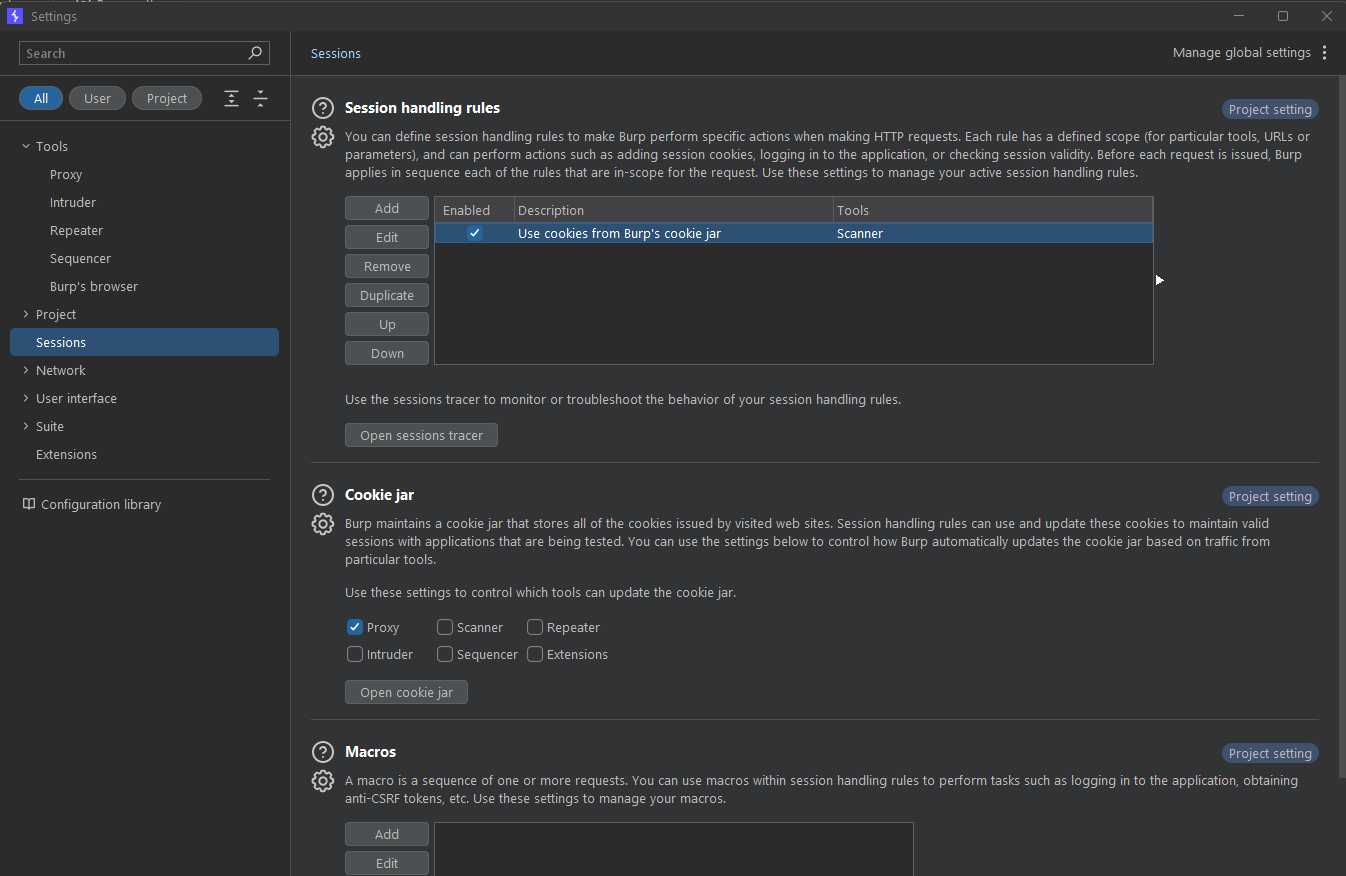 Settings
Search
Sessions
Manage global settings
All
User
Project
Tools
Proxy
Intruder
Repeater
Sequencer
Burp's browser
Project
Sessions
Network
User interface
Suite
Extensions
Configuration library
Session handling rules
Project setting
You can define session handling rules to make Burp perform specific actions when making HTTP requests. Each rule has a defined scope (for particular tools, URLs or
parameters), and can perform actions such as adding session cookies, logging in to the application, or checking session validity. Before each request is issued, Burp
applies in sequence each of the rules that are in-scope for the request. Use these settings to manage your active session handling rules.
Add
Edit
Remove
Duplicate
Up
Down
Enabled Description Tools
Use cookies from Burp's cookie jar Scanner
Use the sessions tracer to monitor or troubleshoot the behavior of your session handling rules.
Open sessions tracer
Cookie jar
Project setting
Burp maintains a cookie jar that stores all of the cookies issued by visited web sites. Session handling rules can use and update these cookies to maintain valid
sessions with applications that are being tested. You can use the settings below to control how Burp automatically updates the cookie jar based on traffic from
particular tools.
Use these settings to control which tools can update the cookie jar.
Proxy Scanner Repeater
Intruder Sequencer Extensions
Open cookie jar
Macros
Project setting
A macro is a sequence of one or more requests. You can use macros within session handling rules to perform tasks such as logging in to the application, obtaining
anti-CSRF tokens, etc. Use these settings to manage your macros.
Add
Edit